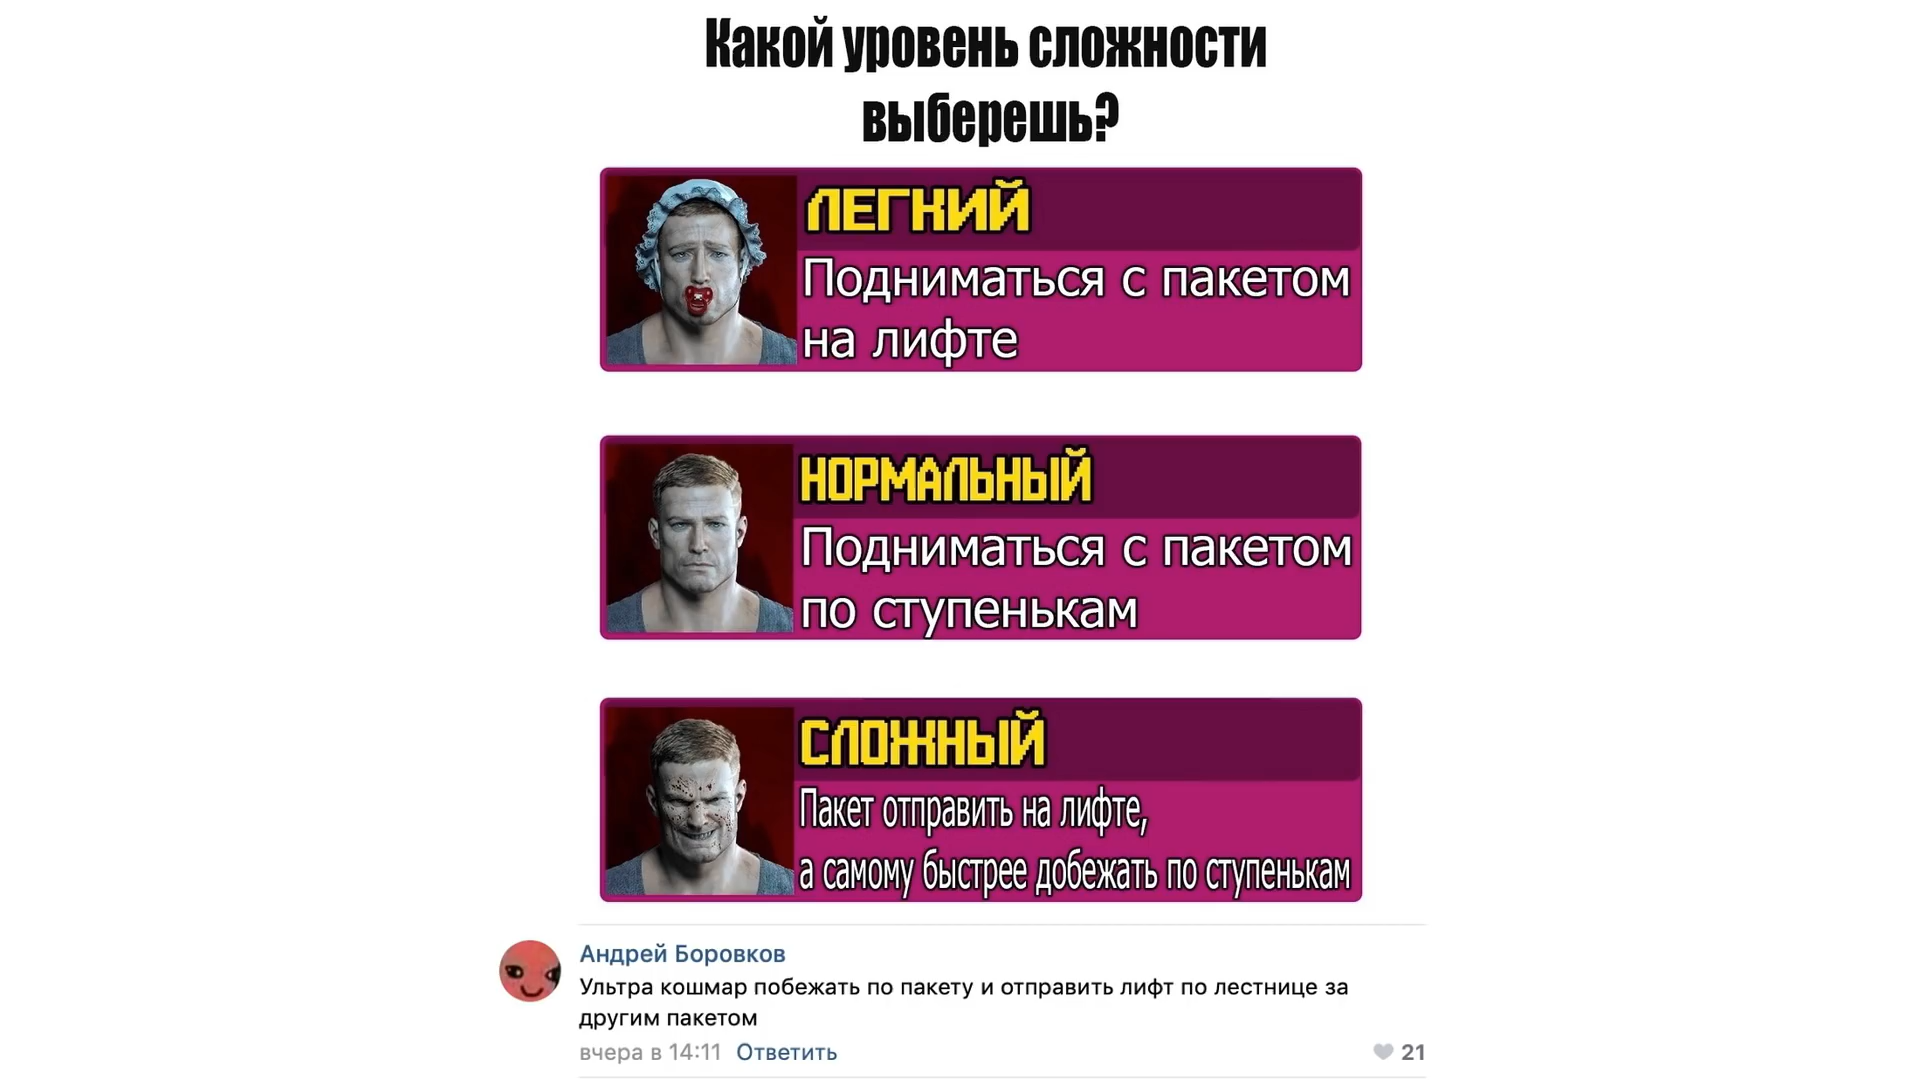 Какой уровень сложности
выберешь?
ЛЕГКИЙ
Подниматься с пакетом
на лифте
НОРМАЛЬНЫЙ
Подниматься с пакетом
по ступенькам
СЛОЖНЫЙ
Пакет отправить на лифте,
а самому быстрее добежать по ступенькам
Андрей Боровков
Ультра кошмар побежать по пакету и отправить лифт по лестнице за
другим пакетом
вчера в 14:11 Ответить 21